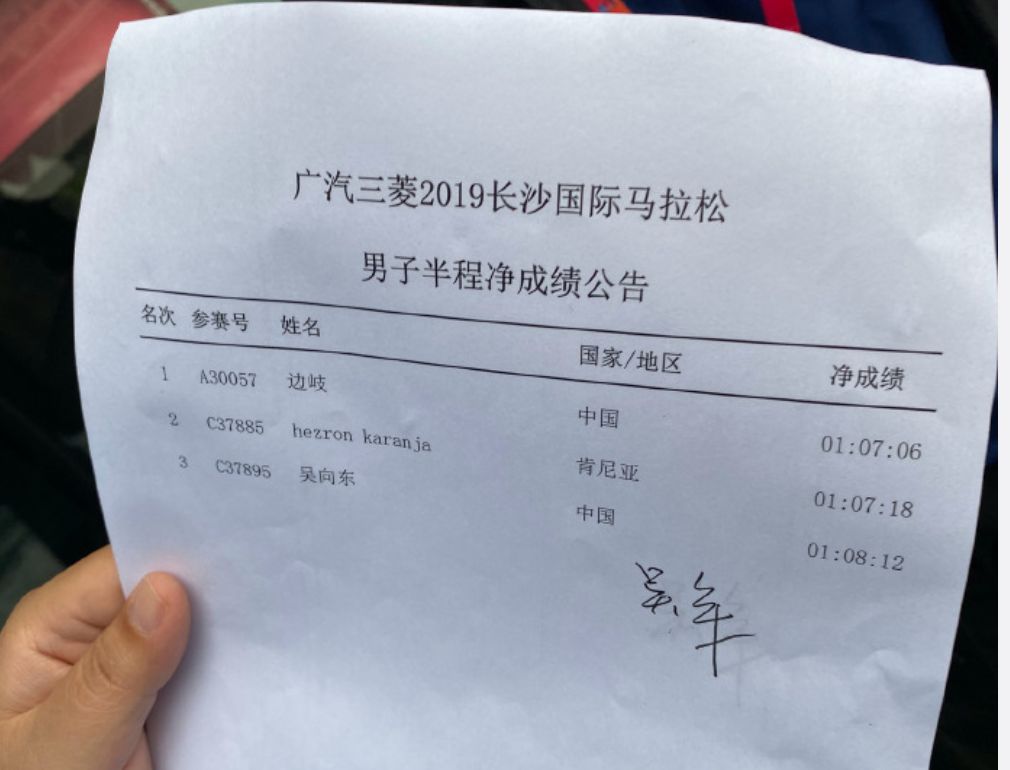 广汽三菱2019长沙国际马拉松
男子半程净成绩公告
名次 参赛号 姓名 国家/地区 净成绩
1 A30057 边岐 中国 01:07:06
2 C37885 hezron karanja 肯尼亚 01:07:18
3 C37895 吴向东 中国 01:08:12